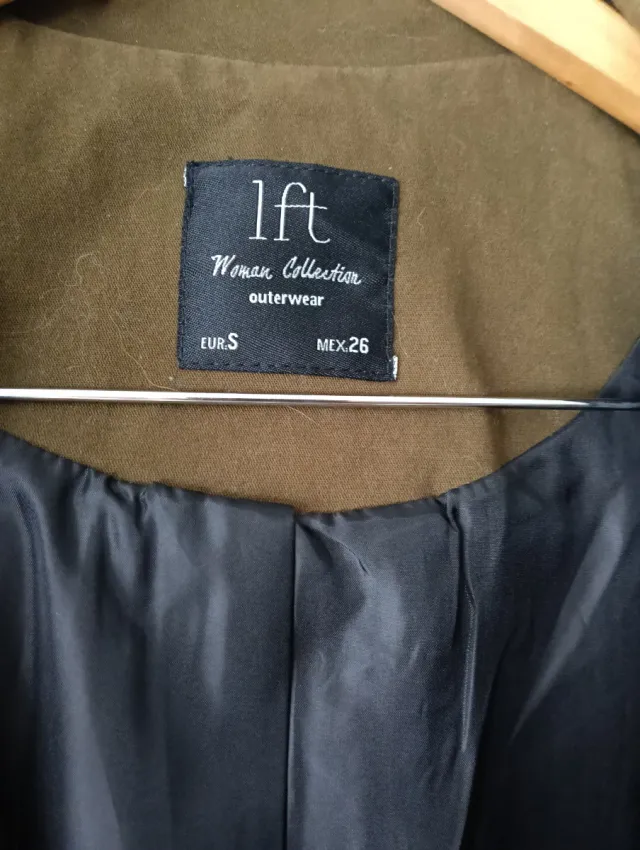 lft
Woman Collection
outerwear
EUR.S MEX.26